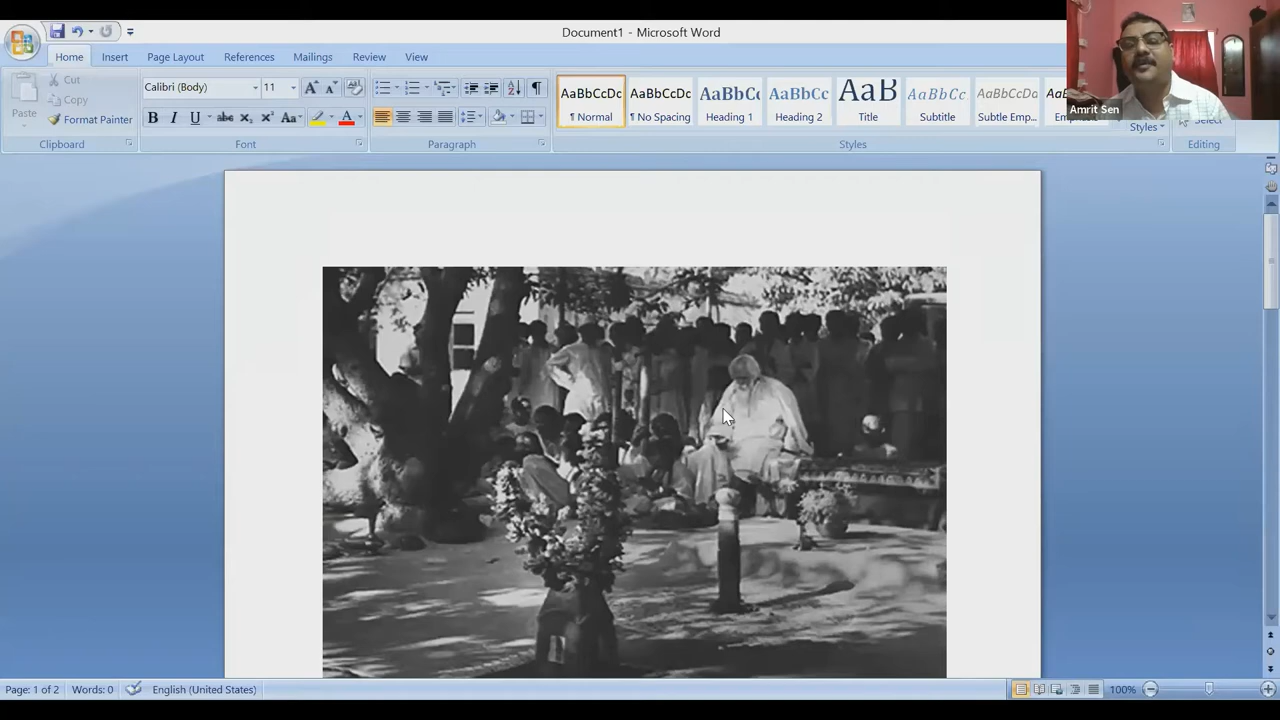 Document1 - Microsoft Word
Home Insert Page Layout References Mailings Review View
Cut
Copy
Format Painter
Paste
Clipboard
Calibri (Body) 11
Font
Paragraph
AaBbCcDc AaBbCcDc AaBbCc AaBbCc AaB AaBbCc AaBbCcDa
¶ Normal ¶ No Spacing Heading 1 Heading 2 Title Subtitle Subtle Emp...
Styles
Styles
Select
Editing
Amrit Sen
Page: 1 of 2 Words: 0 English (United States) 100%